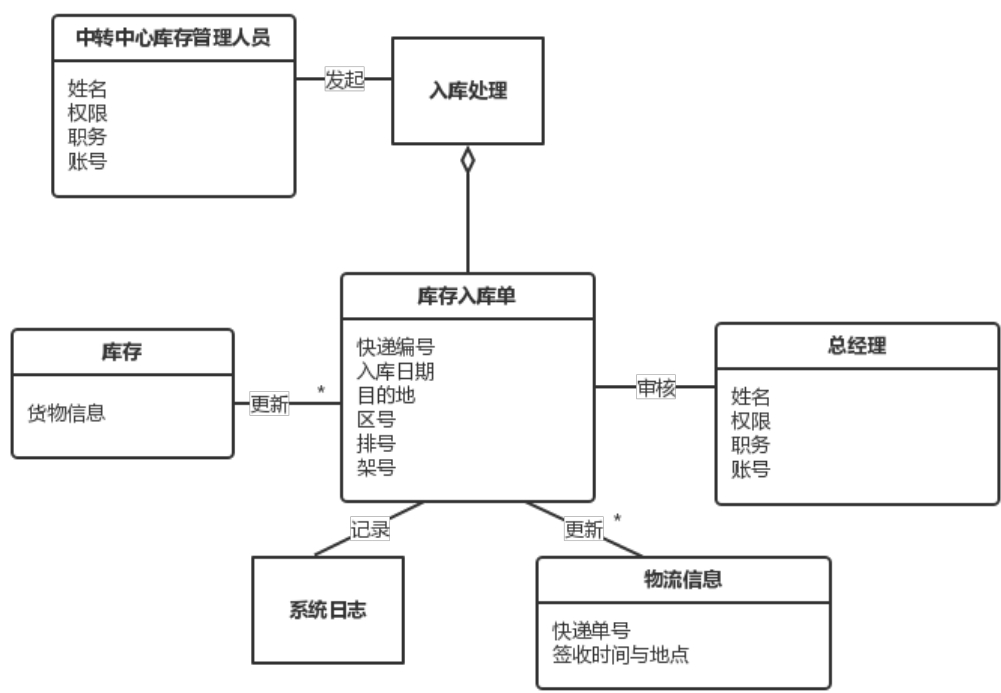 中转中心库存管理人员
姓名
权限
职务
账号
发起
入库处理
库存入库单
快递编号
入库日期
目的地
区号
排号
架号
库存
货物信息
更新
*
审核
总经理
姓名
权限
职务
账号
记录
更新
*
系统日志
物流信息
快递单号
签收时间与地点